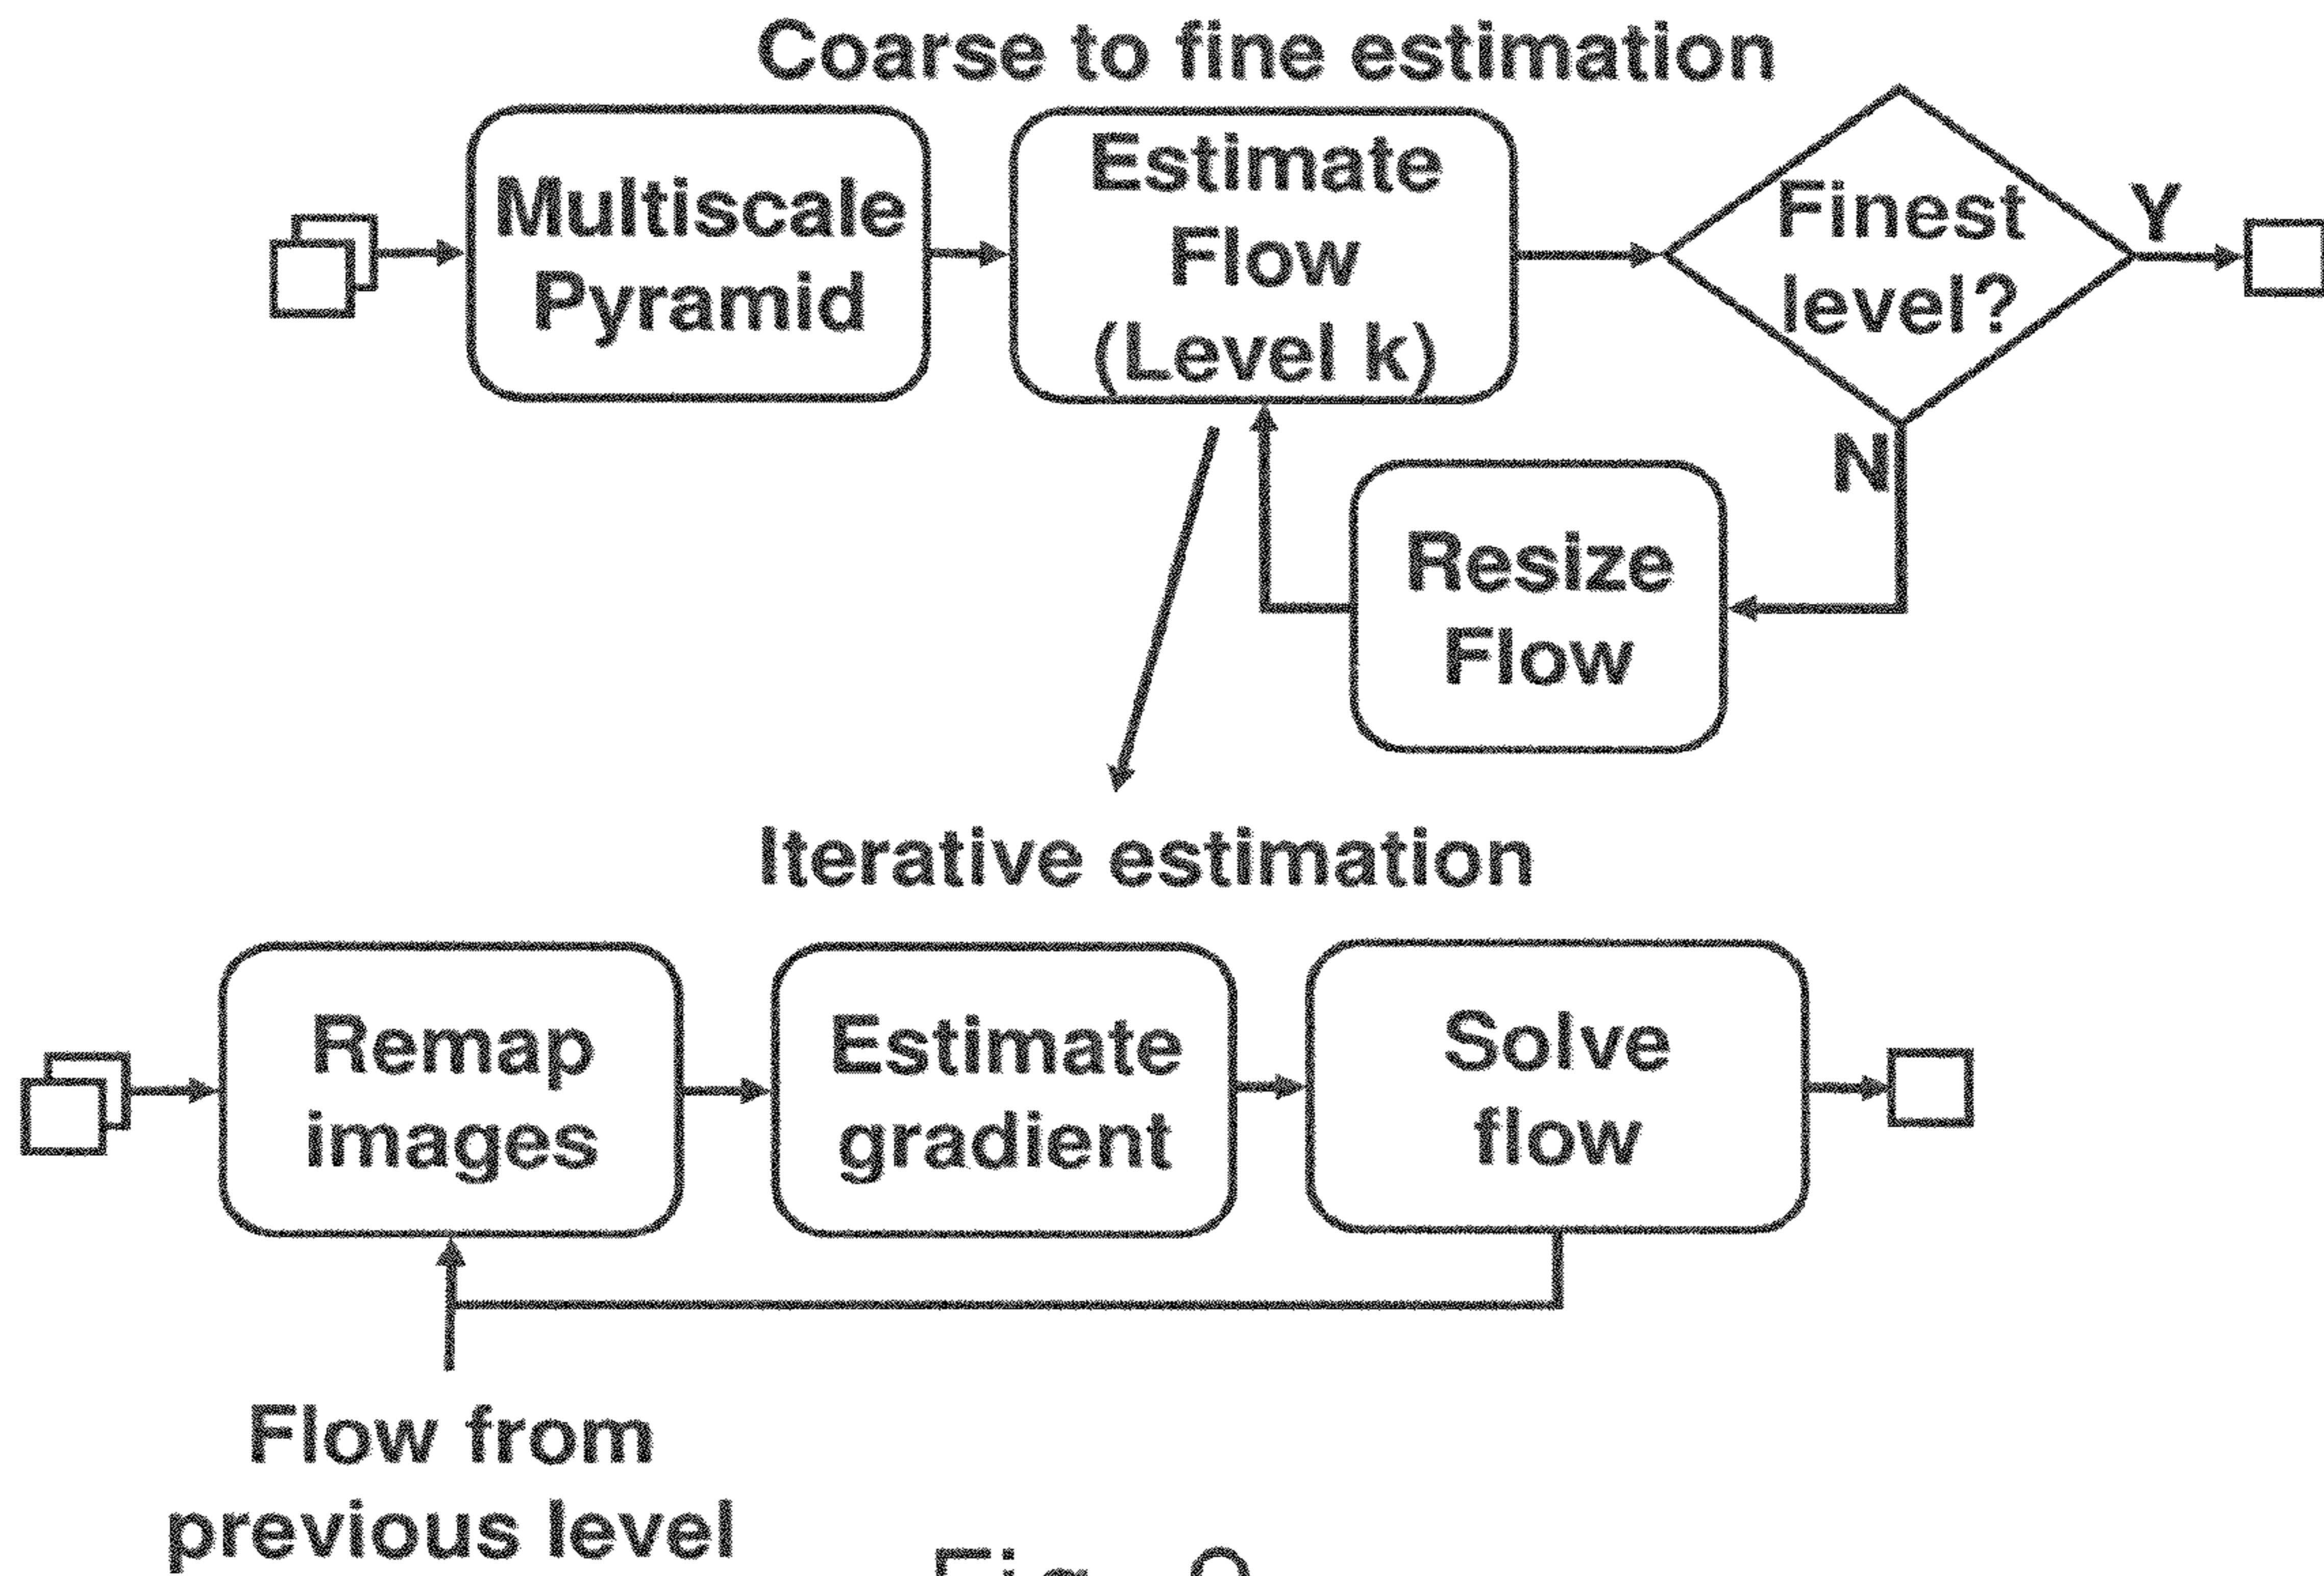 Coarse to fine estimation
Multiscale
Pyramid
Estimate
Flow
(Level k)
Finest
level?
Y
N
Resize
Flow
Iterative estimation
Remap
images
Estimate
gradient
Solve
flow
Flow from
previous level
Fig.